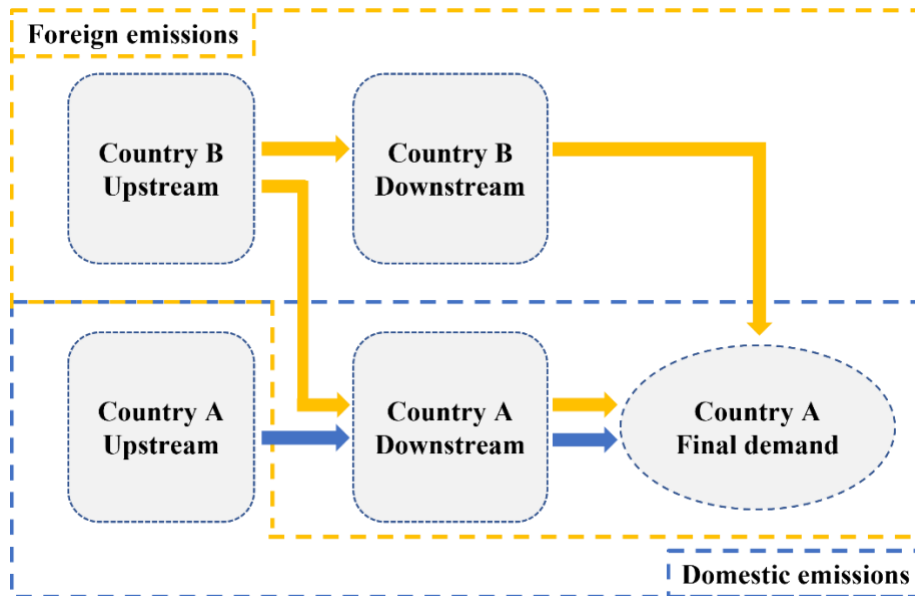 Foreign emissions
Country B
Upstream
Country B
Downstream
Country A
Upstream
Country A
Downstream
Country A
Final demand
Domestic emissions